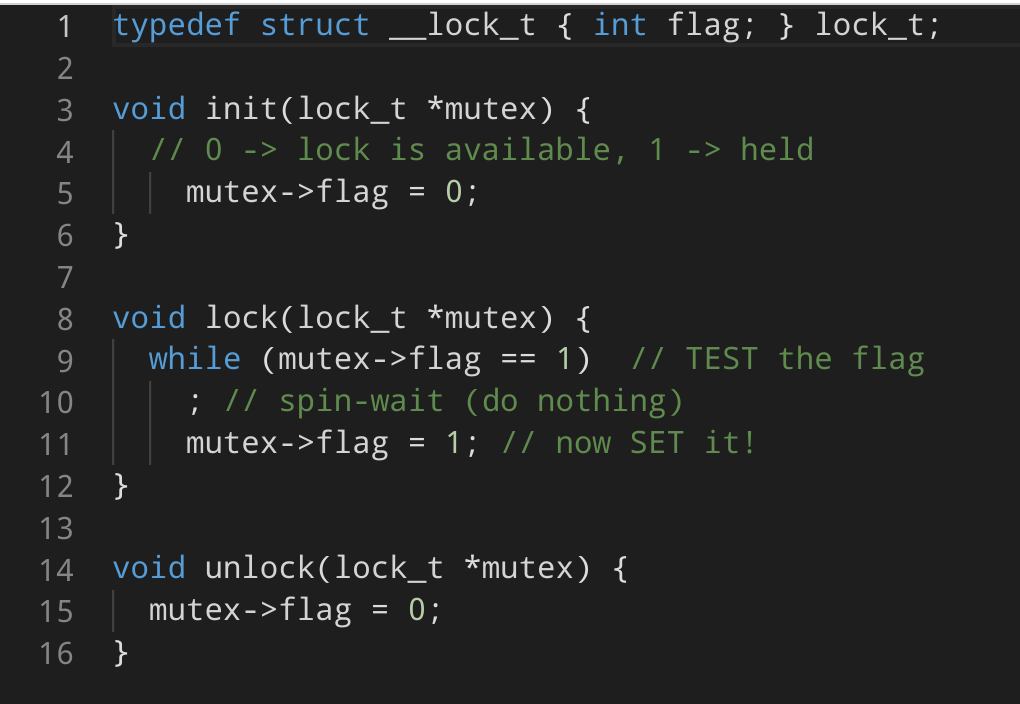 1 typedef struct __lock_t { int flag; } lock_t;
2
3 void init(lock_t *mutex) {
4   // 0 -> lock is available, 1 -> held
5     mutex->flag = 0;
6 }
7
8 void lock(lock_t *mutex) {
9   while (mutex->flag == 1)  // TEST the flag
10     ; // spin-wait (do nothing)
11     mutex->flag = 1; // now SET it!
12 }
13
14 void unlock(lock_t *mutex) {
15   mutex->flag = 0;
16 }